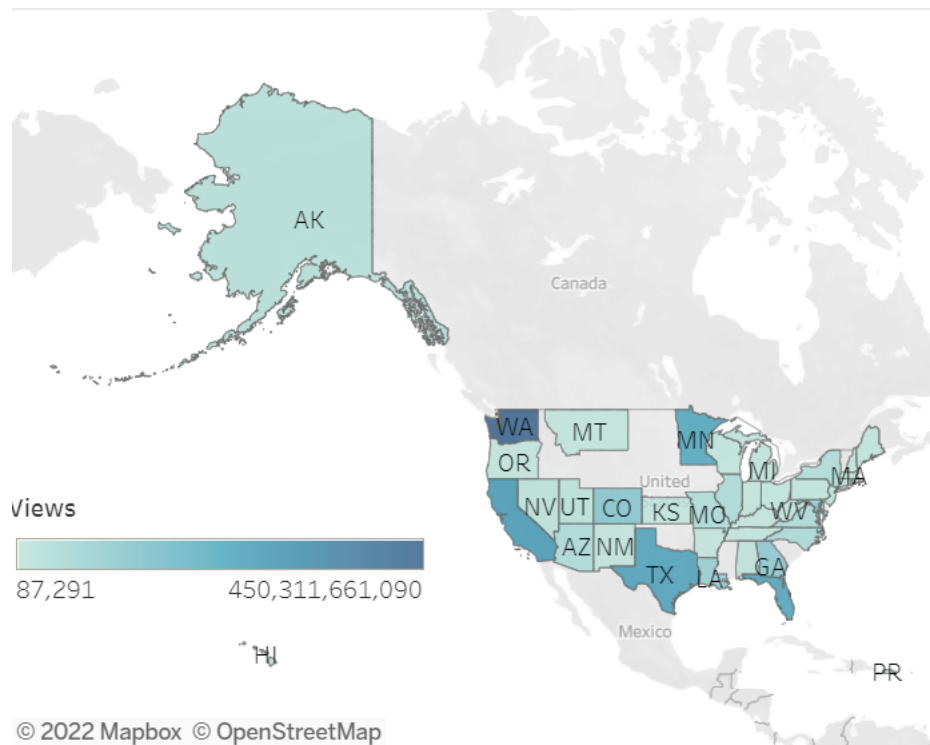 AK
Canada
WA
MT
MN
OR
MI
United
MA
NV
UT
CO
KS
MO
WV
Views
AZ
NM
TX
LA
GA
87,291
450,311,661,090
Mexico
HI
PR
© 2022 Mapbox © OpenStreetMap